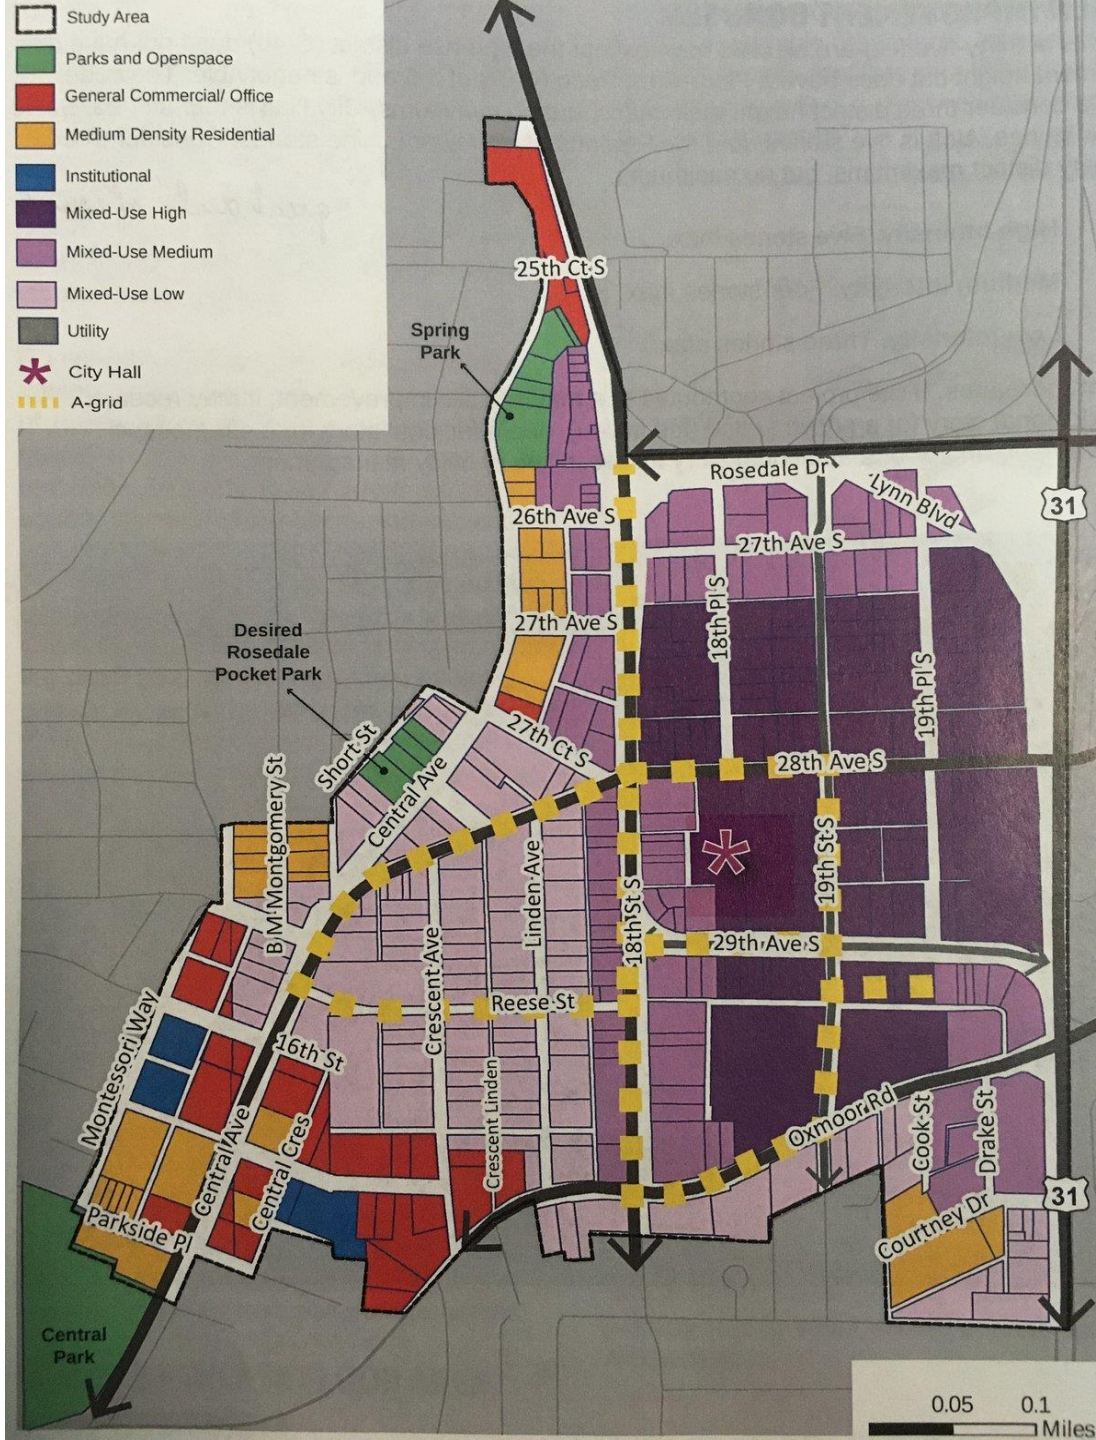 Study Area
Parks and Openspace
General Commercial/ Office
Medium Density Residential
Institutional
Mixed-Use High
Mixed-Use Medium
Mixed-Use Low
Utility
City Hall
A-grid
25th Ct S
Spring
Park
Rosedale Dr
Lynn Blvd
31
26th Ave S
27th Ave S
18th Pl S
27th Ave S
Desired
Rosedale
Pocket Park
19th Pl S
Short St
27th Ct S
28th Ave S
Central Ave
BM Montgomery St
Linden Ave
19th St S
18th St S
29th Ave S
Crescent Ave
Reese St
Montessori Way
16th St
Crescent Linden
Oxmoor Rd
Cook St
Drake St
Central Ave
Central Cres
31
Parkside Pl
Courtney Dr
Central
Park
0.05 0.1
Miles